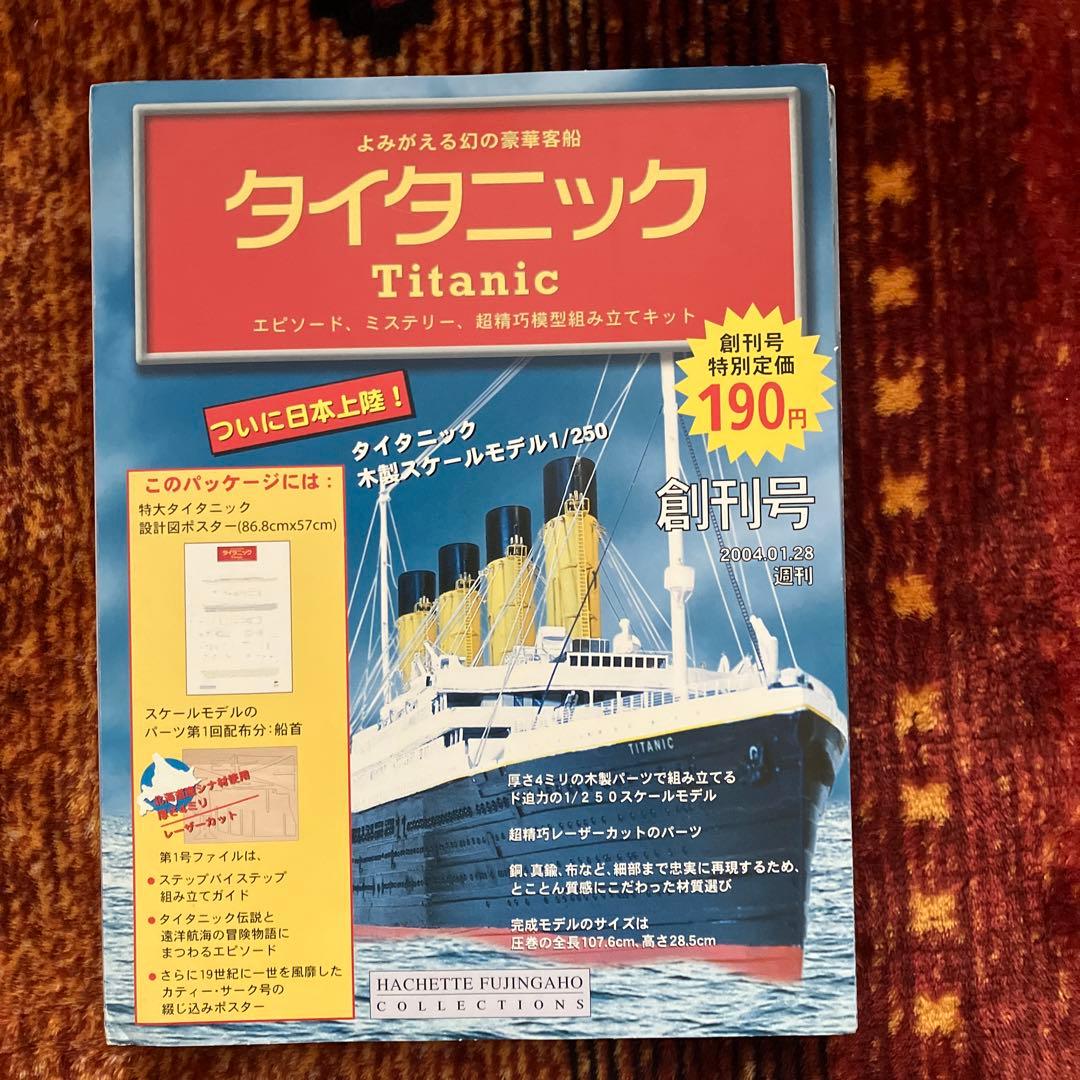 よみがえる幻の豪華客船
タイタニック
Titanic
エピソード、ミステリー、超精巧模型組み立てキット
創刊号
特別定価
190円
ついに日本上陸！
タイタニック
木製スケールモデル1/250
創刊号
2004.01.28
週刊
このパッケージには：
特大タイタニック
設計図ポスター(86.8cmx57cm)
タイタニック
Titanic
スケールモデルの
パーツ第1回配布分：船首
北海道産シナ材使用
厚さ4ミリ
レーザーカット
第1号ファイルは、
● ステップバイステップ
組み立てガイド
● タイタニック伝説と
遠洋航海の冒険物語に
まつわるエピソード
● さらに19世紀に一世を風靡した
カティー・サーク号の
綴じ込みポスター
TITANIC
厚さ4ミリの木製パーツで組み立てる
ド迫力の1/250スケールモデル
超精巧レーザーカットのパーツ
銅、真鍮、布など、細部まで忠実に再現するため、
とことん質感にこだわった材質選び
完成モデルのサイズは
圧巻の全長107.6cm、高さ28.5cm
HACHETTE FUJINGAHO
COLLECTIONS